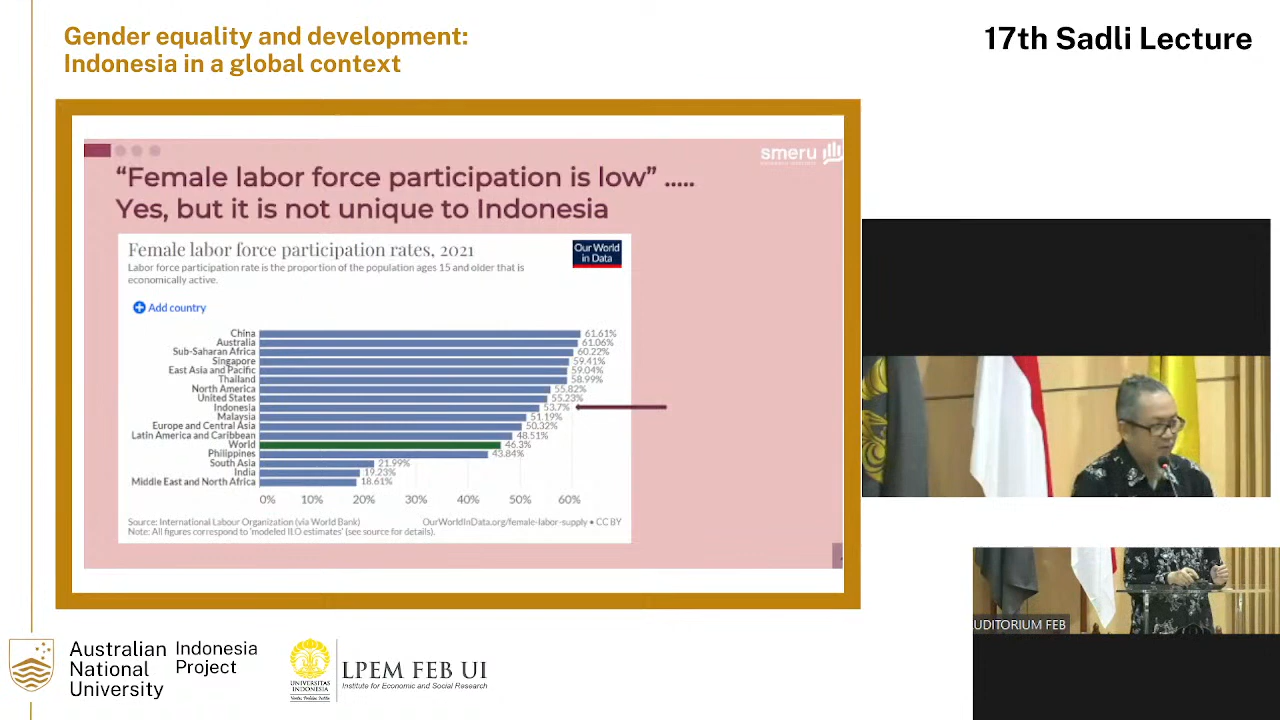 Gender equality and development:
Indonesia in a global context
17th Sadli Lecture
smeru
“Female labor force participation is low” .....
Yes, but it is not unique to Indonesia
Female labor force participation rates, 2021
Our World
in Data
Labor force participation rate is the proportion of the population ages 15 and older that is
economically active.
Add country
China 61.61%
Australia 61.06%
Sub-Saharan Africa 60.22%
Singapore 59.41%
East Asia and Pacific 59.04%
Thailand 58.99%
North America 55.82%
United States 55.23%
Indonesia 53.7%
Malaysia 51.19%
Europe and Central Asia 50.32%
Latin America and Caribbean 48.51%
World 46.3%
Philippines 43.84%
South Asia 21.99%
India 19.23%
Middle East and North Africa 18.61%
0% 10% 20% 30% 40% 50% 60%
Source: International Labour Organization (via World Bank)
OurWorldInData.org/female-labor-supply • CC BY
Note: All figures correspond to 'modeled ILO estimates' (see source for details).
UDITORIUM FEB
Australian
National
University
Indonesia
Project
UNIVERSITAS
INDONESIA
LPEM FEB UI
Institute for Economic and Social Research